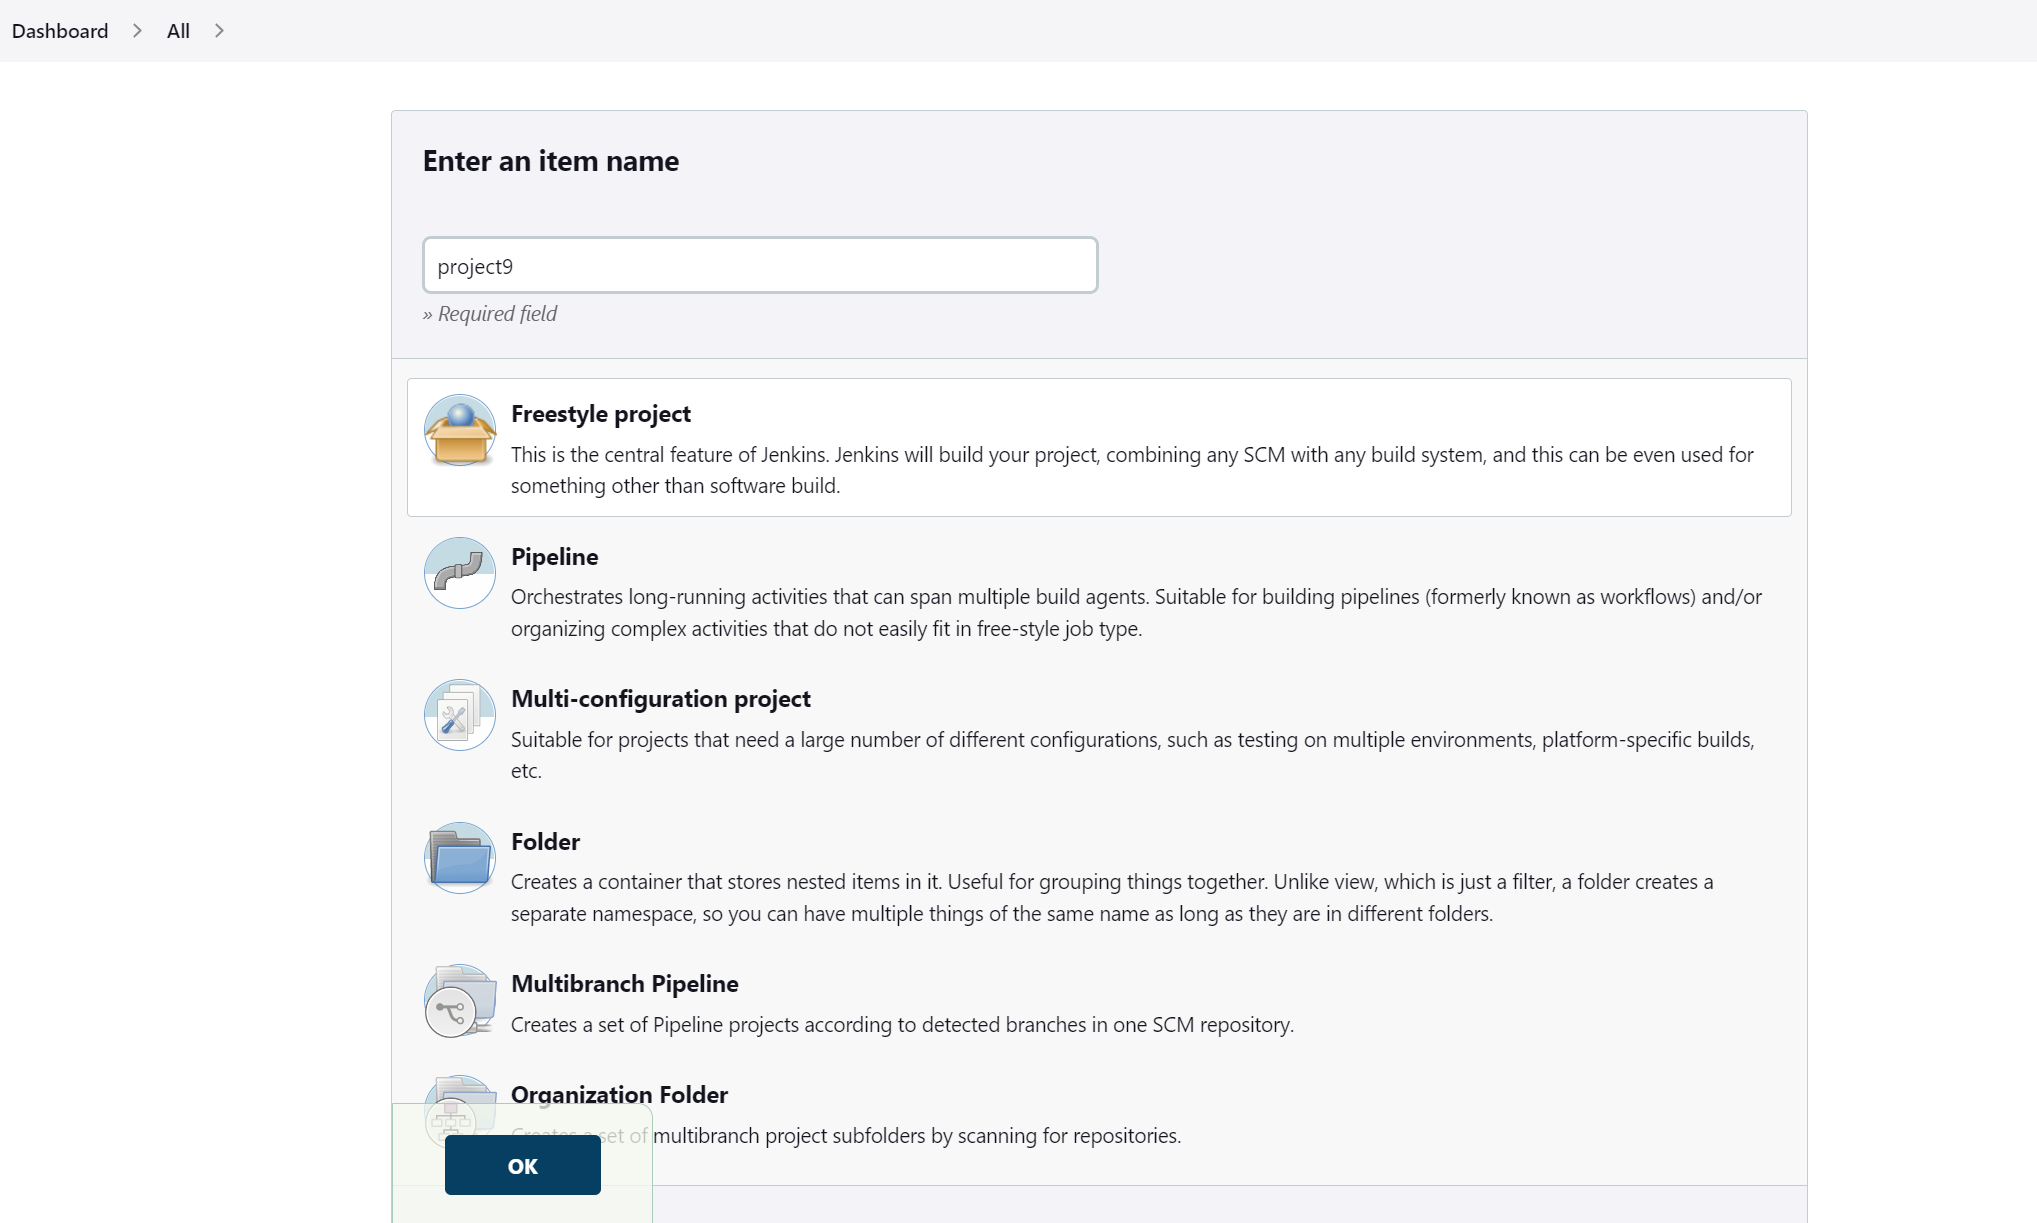 Dashboard All
Enter an item name
project9
» Required field
Freestyle project
This is the central feature of Jenkins. Jenkins will build your project, combining any SCM with any build system, and this can be even used for
something other than software build.
Pipeline
Orchestrates long-running activities that can span multiple build agents. Suitable for building pipelines (formerly known as workflows) and/or
organizing complex activities that do not easily fit in free-style job type.
Multi-configuration project
Suitable for projects that need a large number of different configurations, such as testing on multiple environments, platform-specific builds,
etc.
Folder
Creates a container that stores nested items in it. Useful for grouping things together. Unlike view, which is just a filter, a folder creates a
separate namespace, so you can have multiple things of the same name as long as they are in different folders.
Multibranch Pipeline
Creates a set of Pipeline projects according to detected branches in one SCM repository.
Organization Folder
Creates a set of multibranch project subfolders by scanning for repositories.
OK